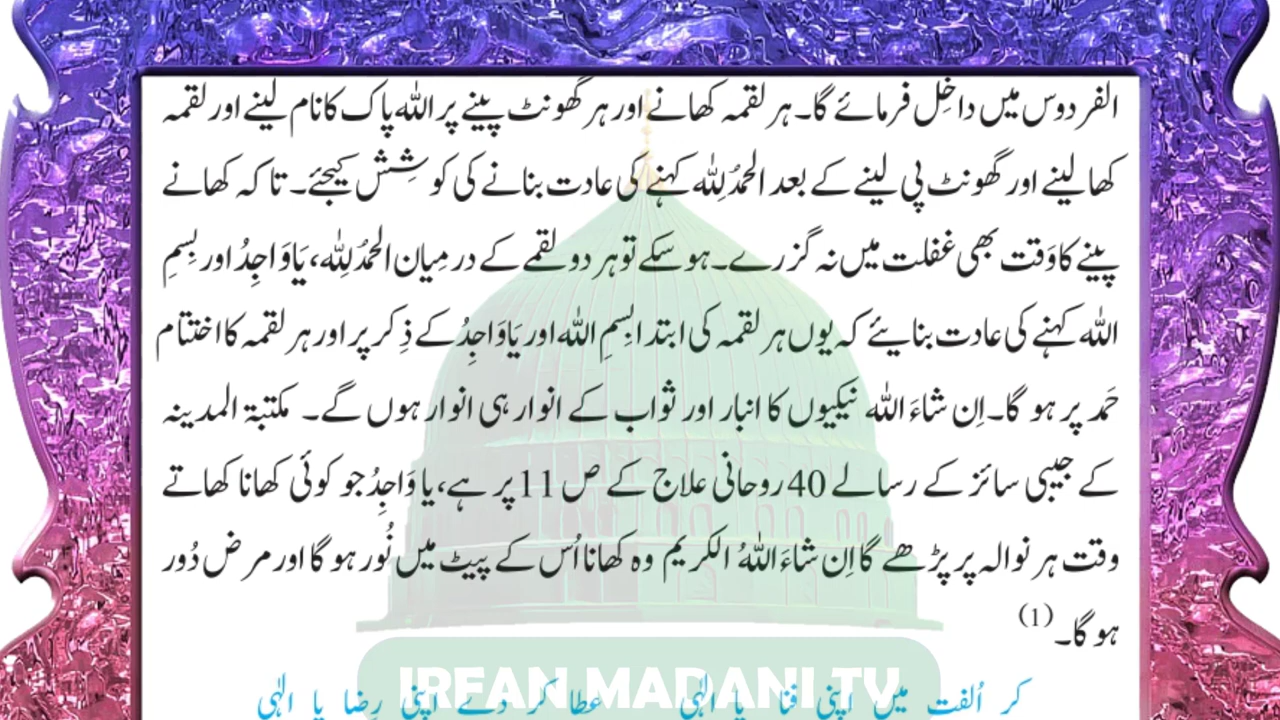 الفردوس میں داخِل فرمائے گا۔ ہر لقمہ کھانے اور ہر گھونٹ پینے پر اللہ پاک کا نام لینے اور لقمہ
کھا لینے اور گھونٹ پی لینے کے بعد الحمدُ لِلّٰہ کہنے کی عادت بنانے کی کوشِش کیجئے۔ تاکہ کھانے
پینے کا وَقت بھی غفلت میں نہ گزرے۔ ہو سکے تو ہر دو لقمے کے درمِیان الحمدُ لِلّٰہ، یَاوَاجِدُ اور بِسمِ
اللہ کہنے کی عادت بنایئے کہ یوں ہر لقمہ کی ابتدا بِسمِ اللہ اور یَاوَاجِدُ کے ذِکر پر اور ہر لقمہ کا اختتام
حَمد پر ہو گا۔ اِن شاءَ اللہ نیکیوں کا انبار اور ثواب کے انوار ہی انوار ہوں گے۔ مکتبۃ المدینہ
کے جیبی سائز کے رسالے 40 روحانی علاج کے ص 11 پر ہے، یا وَاجِدُ جو کوئی کھانا کھاتے
وقت ہر نوالہ پر پڑھے گا اِن شاءَ اللہُ الکریم وہ کھانا اُس کے پیٹ میں نُور ہو گا اور مرض دُور
ہو گا۔ (1)
کر اُلفت میں اپنی فنا یا الٰہی عطا کر دے اپنی رِضا یا الٰہی
IRFAN MADANI TV